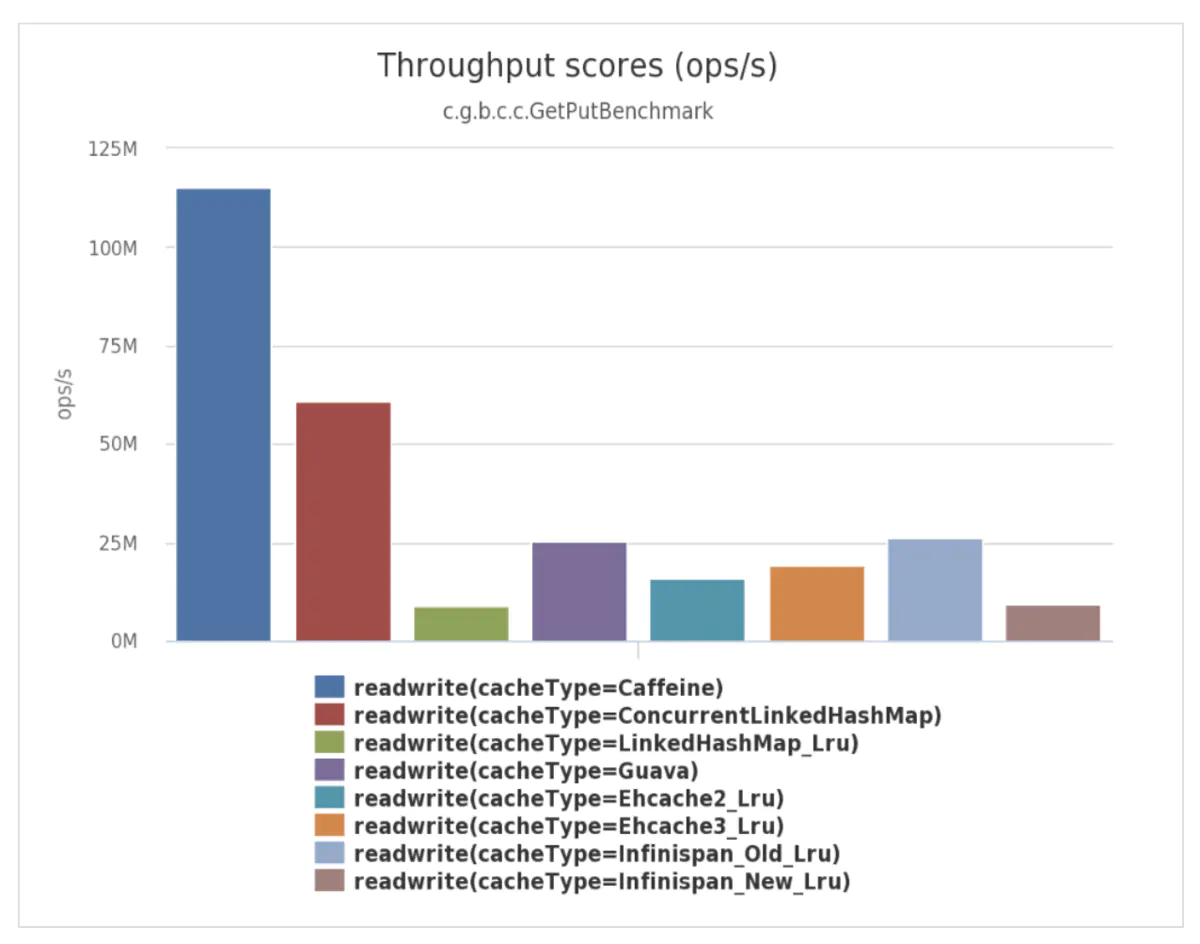 Throughput scores (ops/s)
c.g.b.c.c.GetPutBenchmark
125M
100M
75M
50M
25M
0M
ops/s
readwrite(cacheType=Caffeine)
readwrite(cacheType=ConcurrentLinkedHashMap)
readwrite(cacheType=LinkedHashMap_Lru)
readwrite(cacheType=Guava)
readwrite(cacheType=Ehcache2_Lru)
readwrite(cacheType=Ehcache3_Lru)
readwrite(cacheType=Infinispan_Old_Lru)
readwrite(cacheType=Infinispan_New_Lru)